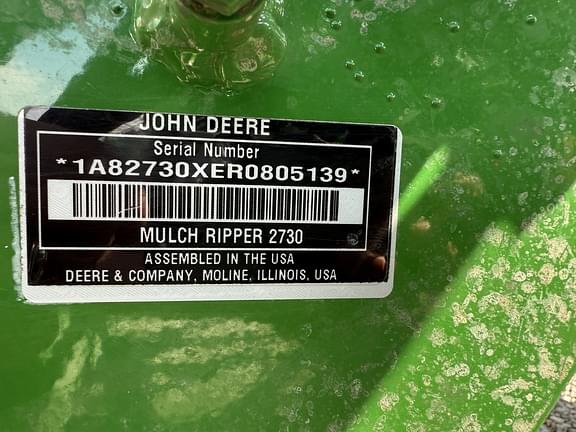 JOHN DEERE
Serial Number
*1A82730XER0805139*
MULCH RIPPER 2730
ASSEMBLED IN THE USA
DEERE & COMPANY, MOLINE, ILLINOIS, USA